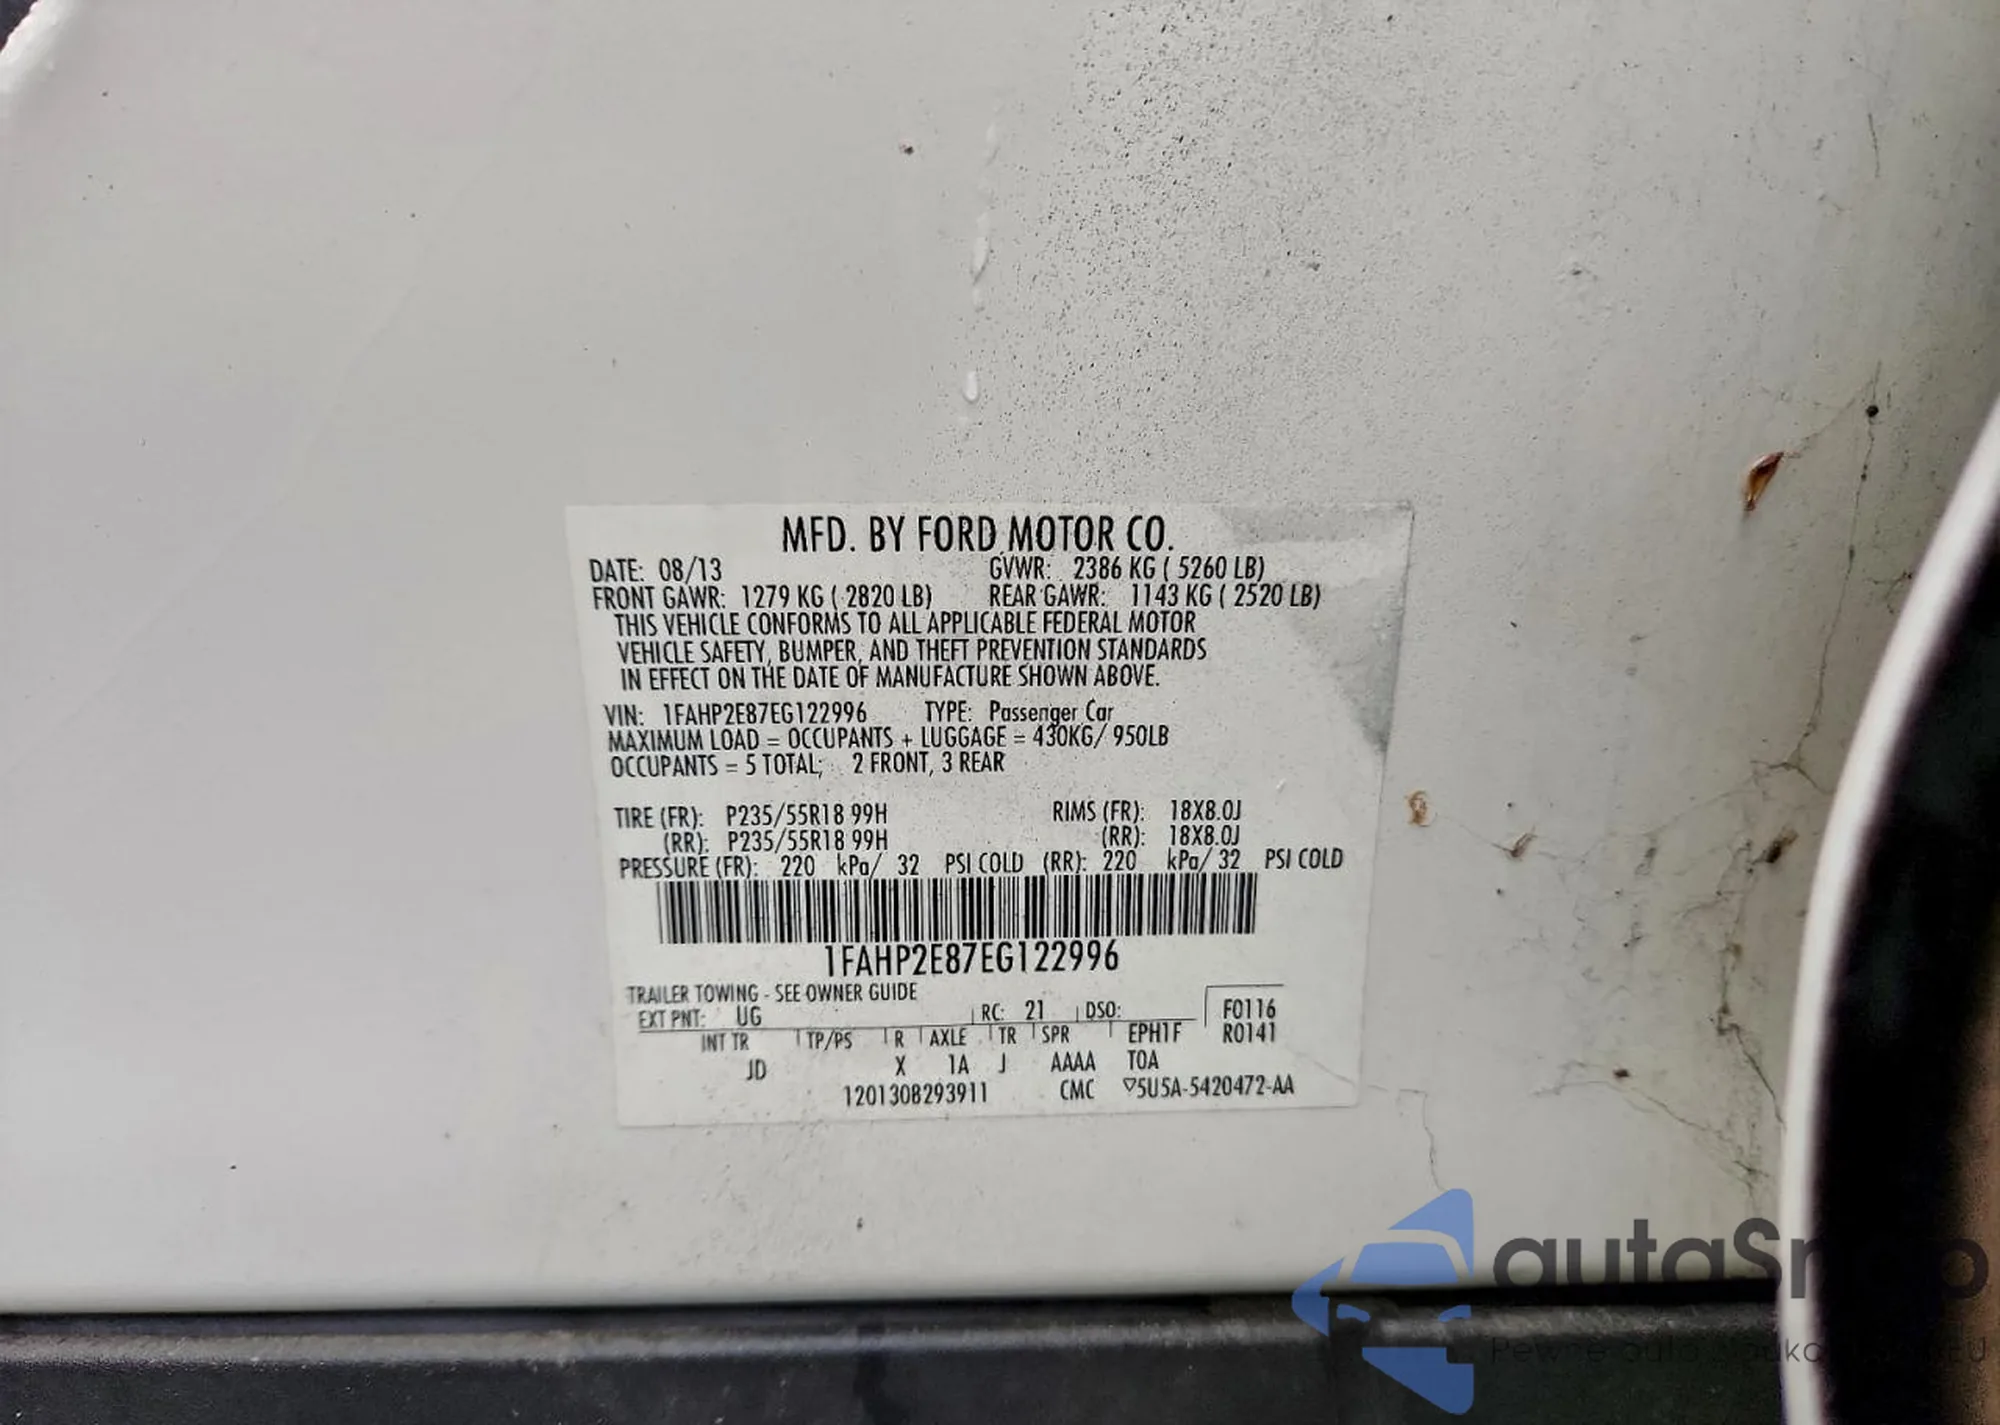 MFD. BY FORD MOTOR CO.
DATE: 08/13 GVWR: 2386 KG ( 5260 LB)
FRONT GAWR: 1279 KG ( 2820 LB) REAR GAWR: 1143 KG ( 2520 LB)
THIS VEHICLE CONFORMS TO ALL APPLICABLE FEDERAL MOTOR
VEHICLE SAFETY, BUMPER, AND THEFT PREVENTION STANDARDS
IN EFFECT ON THE DATE OF MANUFACTURE SHOWN ABOVE.
VIN: 1FAHP2E87EG122996 TYPE: Passenger Car
MAXIMUM LOAD = OCCUPANTS + LUGGAGE = 430KG/ 950LB
OCCUPANTS = 5 TOTAL; 2 FRONT, 3 REAR
TIRE (FR): P235/55R18 99H RIMS (FR): 18X8.0J
(RR): P235/55R18 99H (RR): 18X8.0J
PRESSURE (FR): 220 kPa/ 32 PSI COLD (RR): 220 kPa/ 32 PSI COLD
1FAHP2E87EG122996
TRAILER TOWING - SEE OWNER GUIDE
EXT PNT: UG RC: 21 DSO: F0116
INT TR TP/PS R AXLE TR SPR EPH1F R0141
JD X 1A J AAAA TOA
1201308293911 CMC ▽5U5A-5420472-AA
autaSnap
Pewne auto